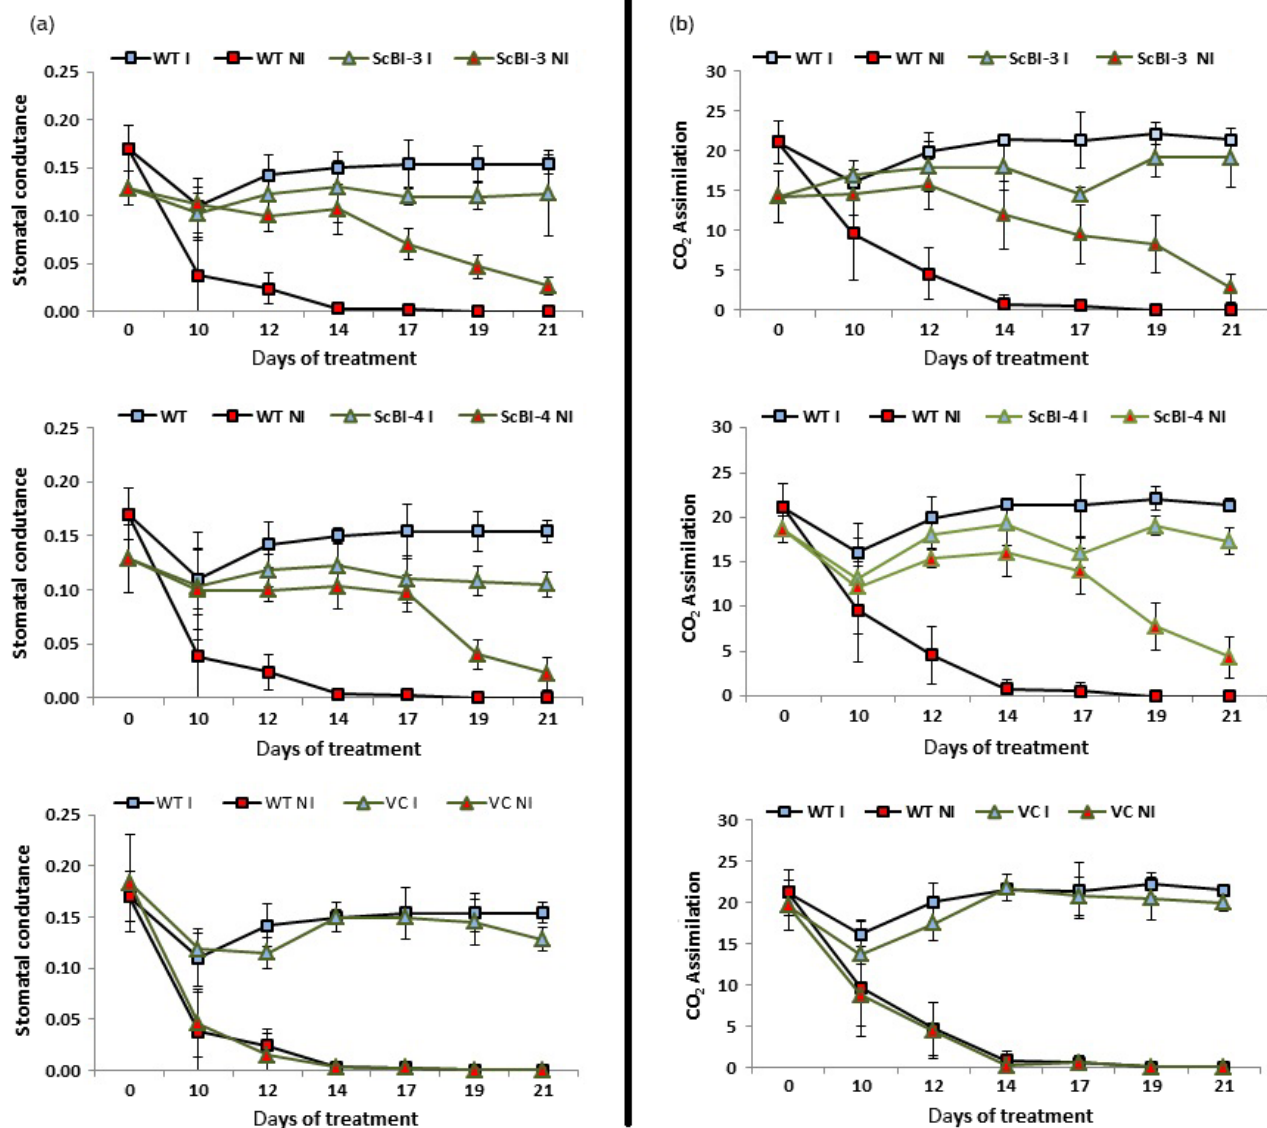 (a)
WT I WT NI ScBI-3 I ScBI-3 NI
0.25
0.20
0.15
0.10
0.05
0.00
Stomatal condutance
0 10 12 14 17 19 21
Days of treatment
WT WT NI ScBI-4 I ScBI-4 NI
0.25
0.20
0.15
0.10
0.05
0.00
Stomatal condutance
0 10 12 14 17 19 21
Days of treatment
WT I WT NI VC I VC NI
0.25
0.20
0.15
0.10
0.05
0.00
Stomatal condutance
0 10 12 14 17 19 21
Days of treatment
(b)
WT I WT NI ScBI-3 I ScBI-3 NI
30
25
20
15
10
5
0
CO₂ Assimilation
0 10 12 14 17 19 21
Days of treatment
WT I WT NI ScBI-4 I ScBI-4 NI
30
25
20
15
10
5
0
CO₂ Assimilation
0 10 12 14 17 19 21
Days of treatment
WT I WT NI VC I VC NI
30
25
20
15
10
5
0
CO₂ Assimilation
0 10 12 14 17 19 21
Days of treatment